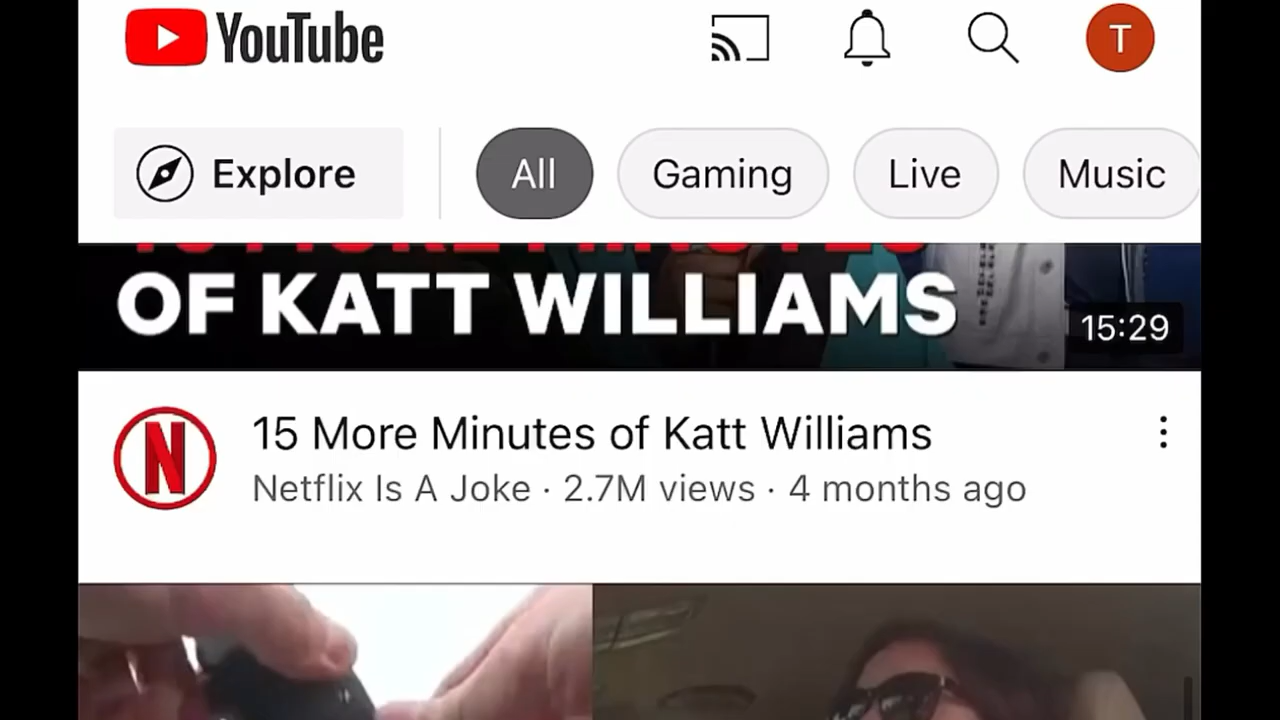 YouTube
T
Explore
All
Gaming
Live
Music
OF KATT WILLIAMS
15:29
N
15 More Minutes of Katt Williams
Netflix Is A Joke · 2.7M views · 4 months ago